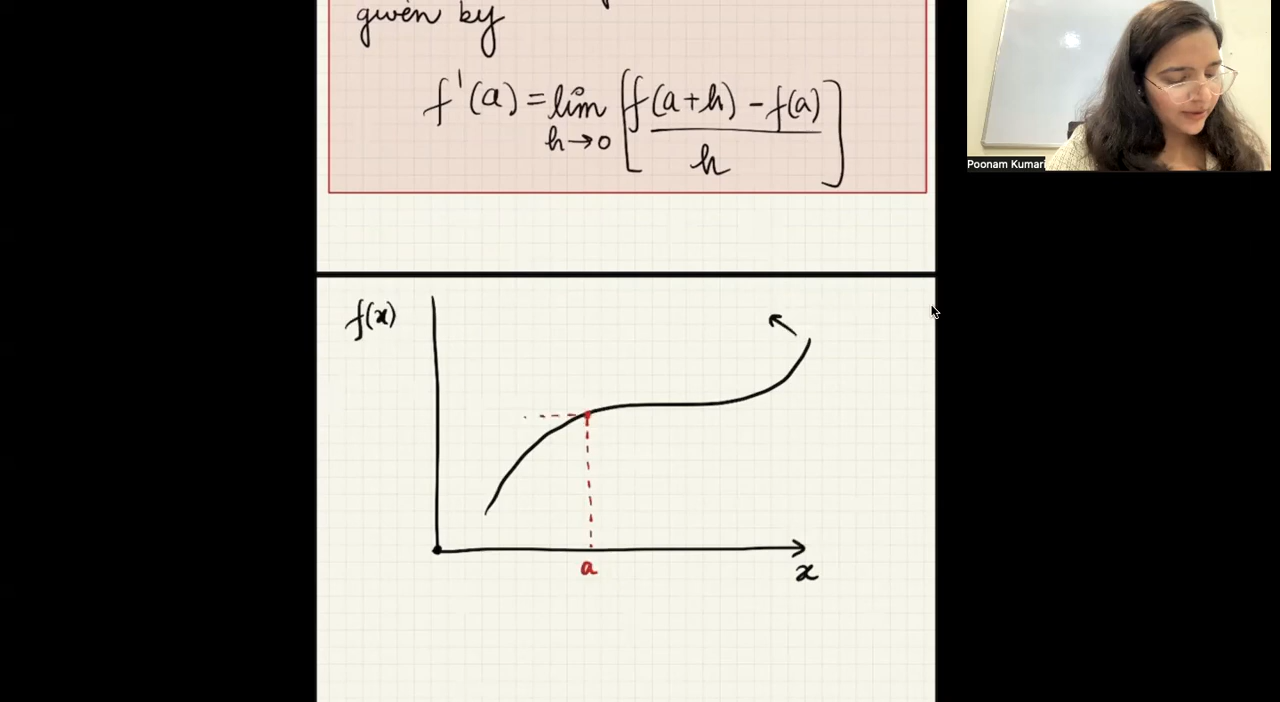 given by
f'(a) = lim h→0 [ f(a+h) - f(a) / h ]
Poonam Kumari
f(x)
a
x